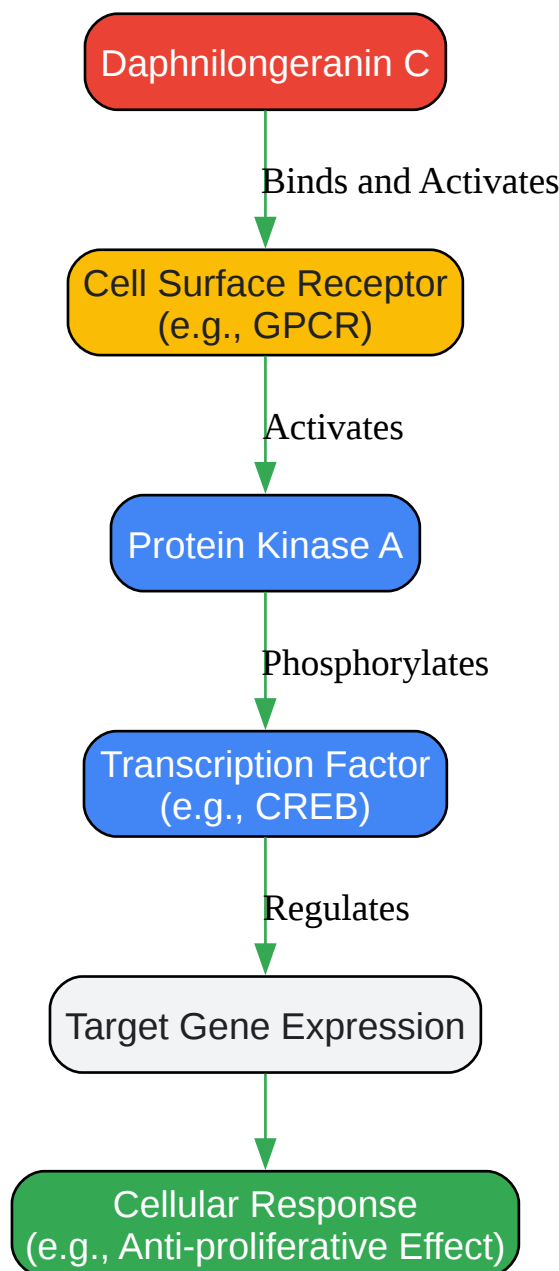 Daphnilongeranin C
Binds and Activates
Cell Surface Receptor
(e.g., GPCR)
Activates
Protein Kinase A
Phosphorylates
Transcription Factor
(e.g., CREB)
Regulates
Target Gene Expression
Cellular Response
(e.g., Anti-proliferative Effect)